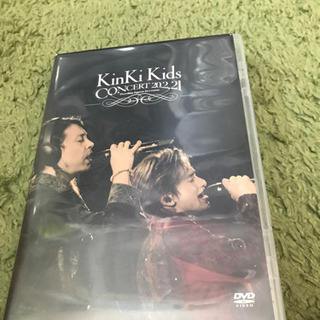 KinKi Kids
CONCERT 20.2.21
DVD
VIDEO